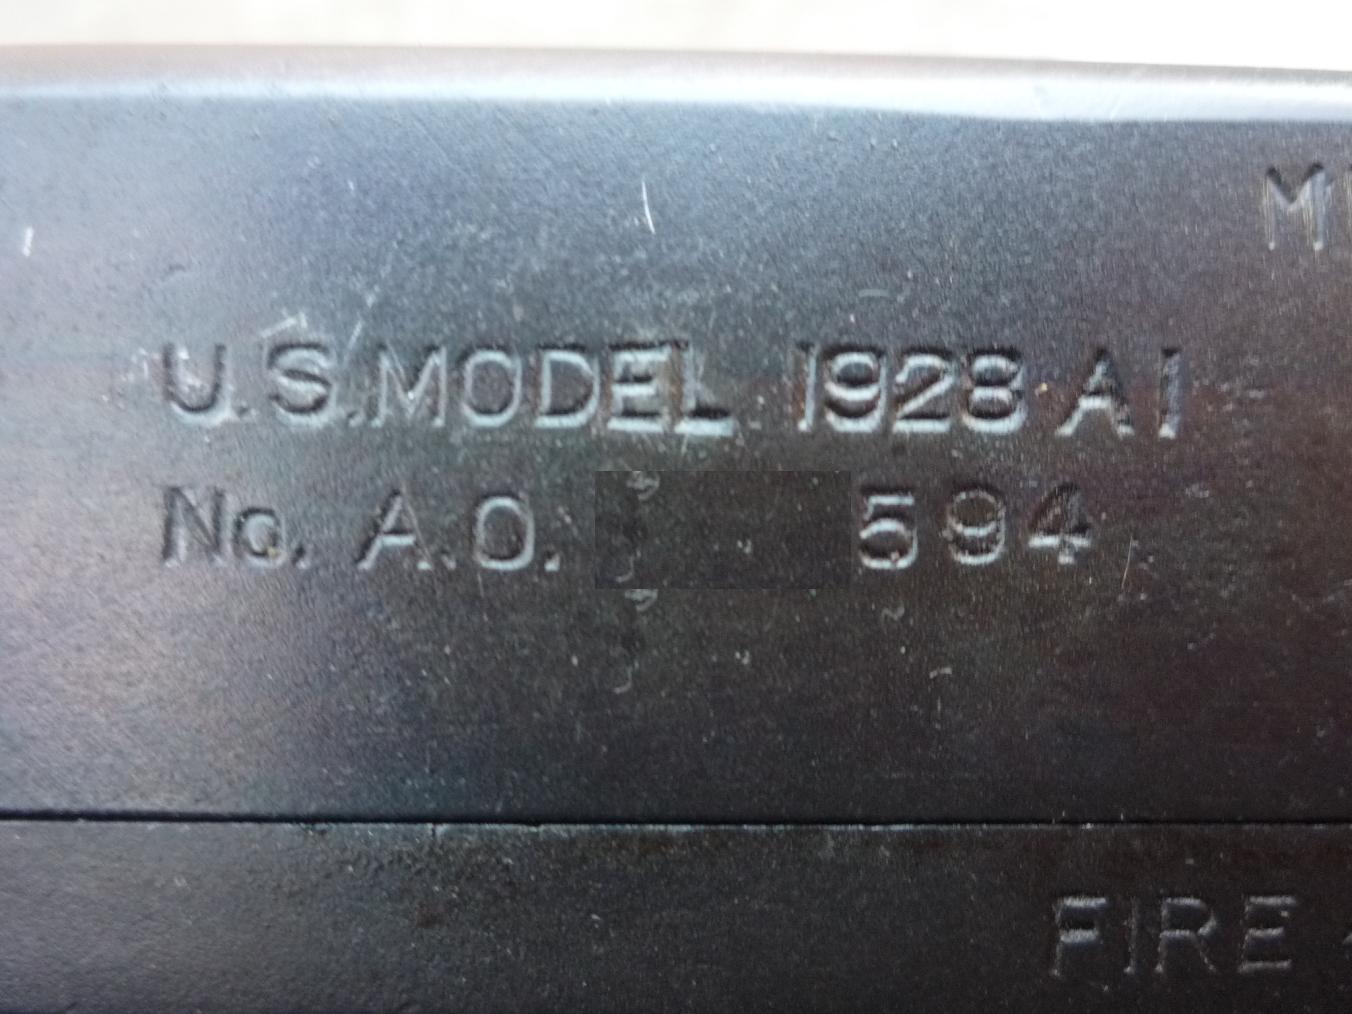 U.S.MODEL 1928 A1
No. A.O. 594
FIRE